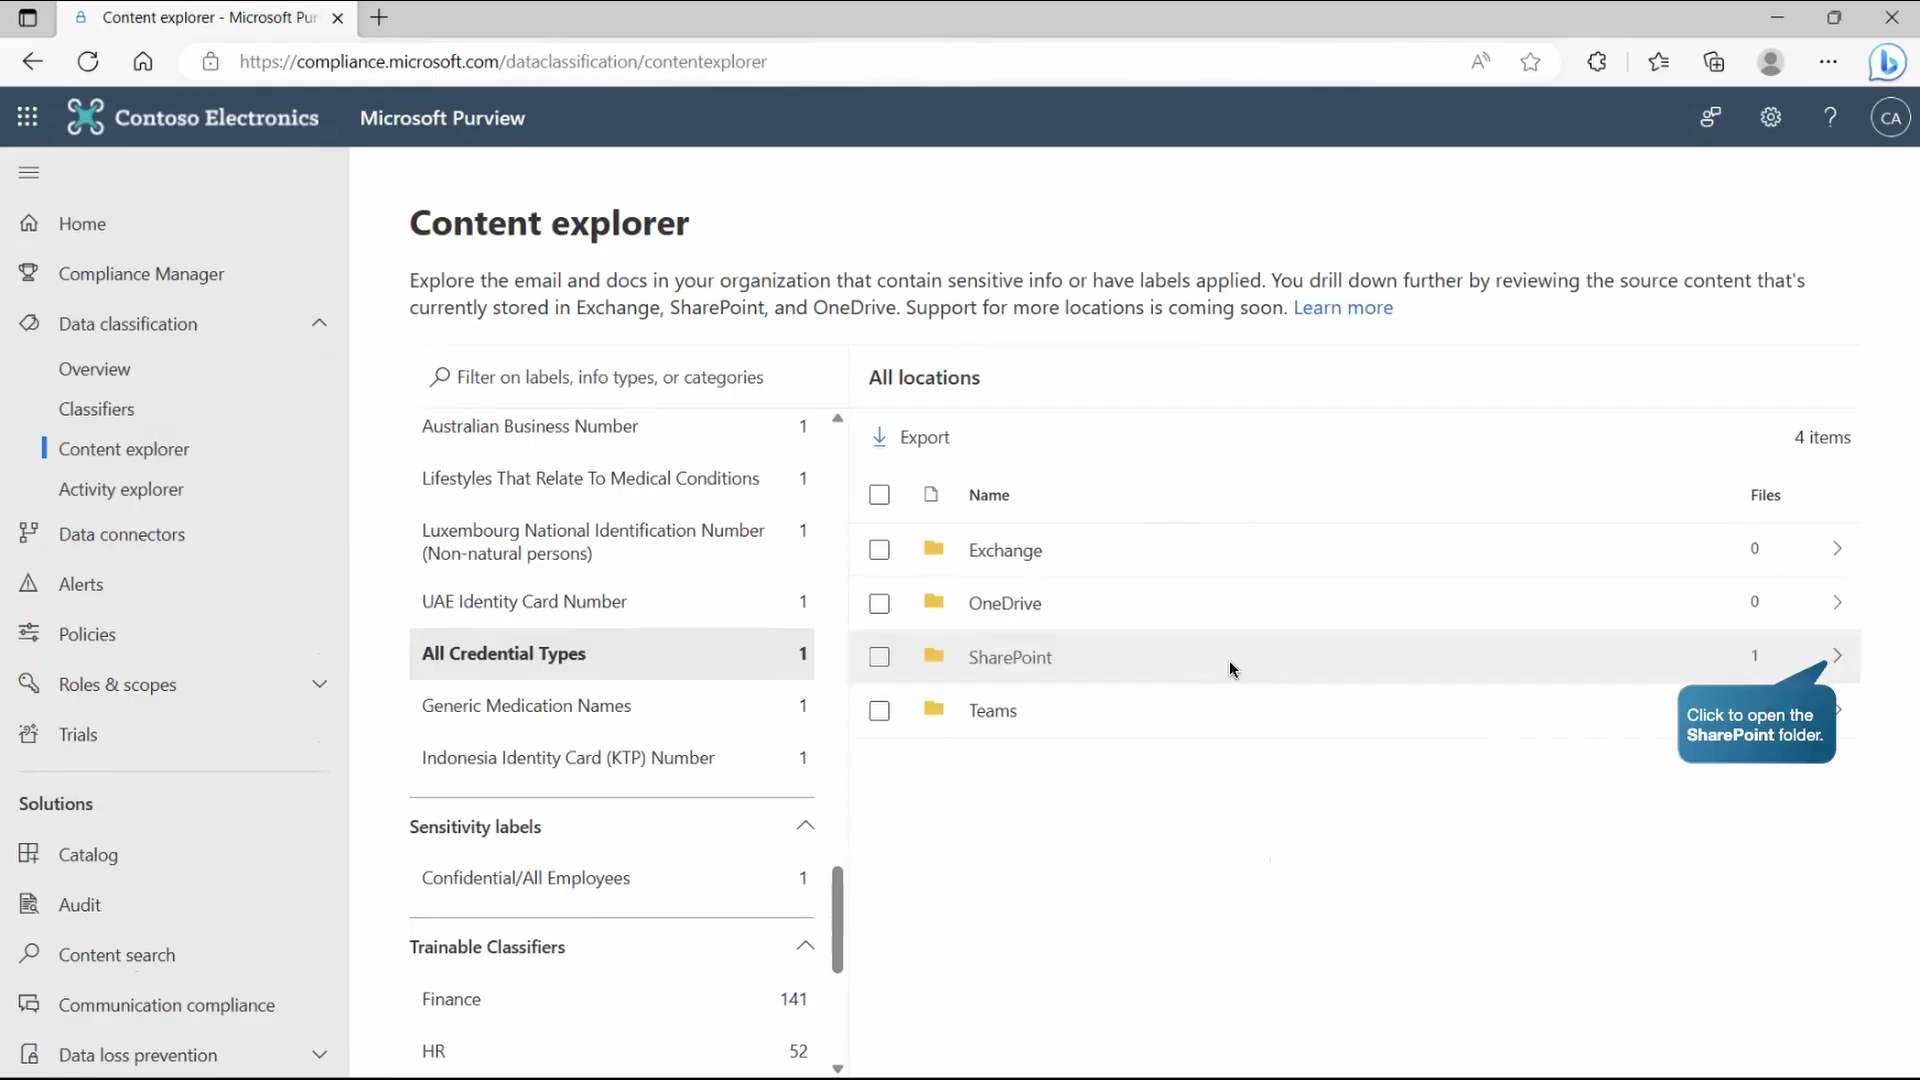 Content explorer - Microsoft Pur
https://compliance.microsoft.com/dataclassification/contentexplorer
Contoso Electronics
Microsoft Purview
CA
Home
Compliance Manager
Data classification
Overview
Classifiers
Content explorer
Activity explorer
Data connectors
Alerts
Policies
Roles & scopes
Trials
Solutions
Catalog
Audit
Content search
Communication compliance
Data loss prevention
Content explorer
Explore the email and docs in your organization that contain sensitive info or have labels applied. You drill down further by reviewing the source content that's
currently stored in Exchange, SharePoint, and OneDrive. Support for more locations is coming soon. Learn more
Filter on labels, info types, or categories
Australian Business Number 1
Lifestyles That Relate To Medical Conditions 1
Luxembourg National Identification Number 1
(Non-natural persons)
UAE Identity Card Number 1
All Credential Types 1
Generic Medication Names 1
Indonesia Identity Card (KTP) Number 1
Sensitivity labels
Confidential/All Employees 1
Trainable Classifiers
Finance 141
HR 52
All locations
Export 4 items
Name Files
Exchange 0
OneDrive 0
SharePoint 1
Teams
Click to open the
SharePoint folder.